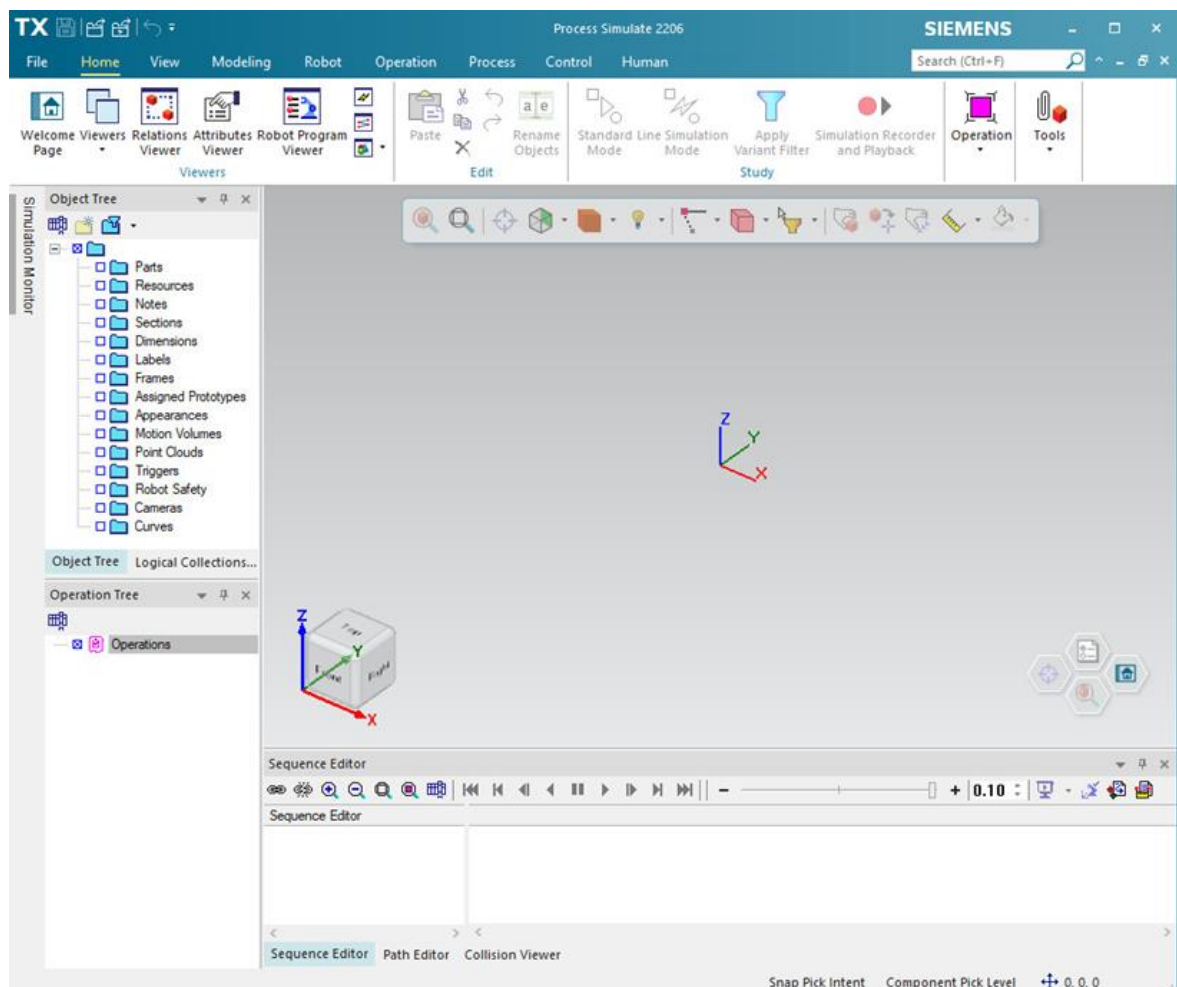 TX Process Simulate 2206 SIEMENS
File Home View Modeling Robot Operation Process Control Human Search (Ctrl+F)
Welcome Page Viewers Relations Viewer Attributes Viewer Robot Program Viewer
Paste Rename Objects
Standard Mode Line Simulation Mode Apply Variant Filter Simulation Recorder and Playback
Operation Tools
Viewers Edit Study
Simulation Monitor
Object Tree
Parts
Resources
Notes
Sections
Dimensions
Labels
Frames
Assigned Prototypes
Appearances
Motion Volumes
Point Clouds
Triggers
Robot Safety
Cameras
Curves
Object Tree Logical Collections...
Operation Tree
Operations
Z
Y
X
Z
Top
Y
Front Right
X
Sequence Editor
0.10
Sequence Editor
Sequence Editor Path Editor Collision Viewer
Snap Pick Intent Component Pick Level 0, 0, 0